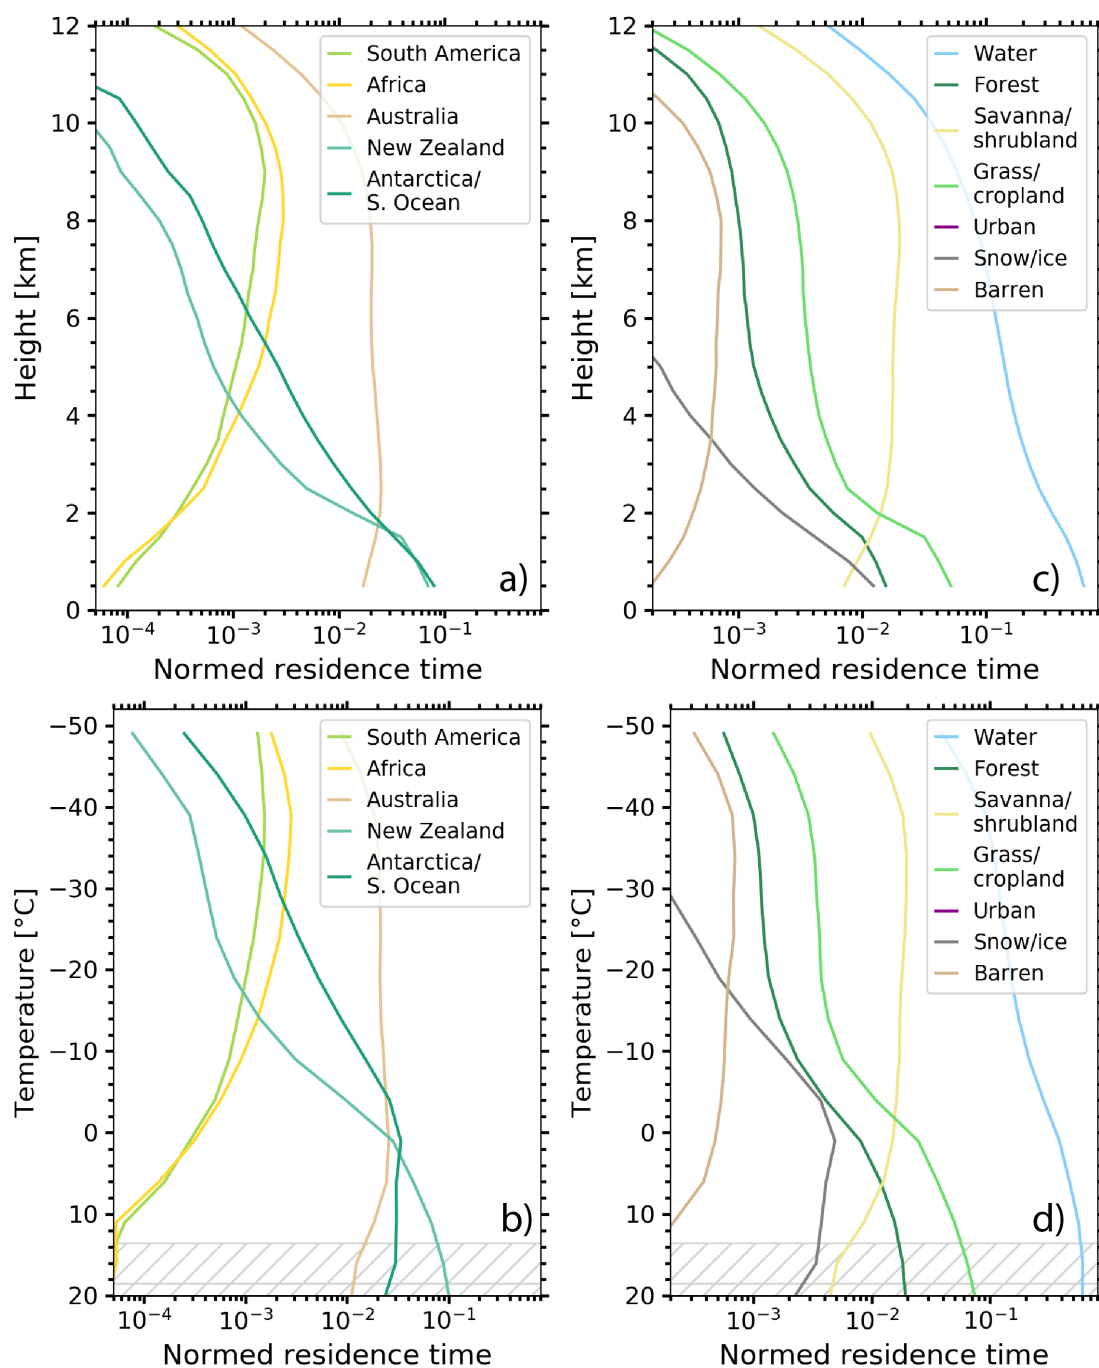 12
10
8
6
4
2
0
Height [km]
South America
Africa
Australia
New Zealand
Antarctica/
S. Ocean
a)
10⁻⁴ 10⁻³ 10⁻² 10⁻¹
Normed residence time
12
10
8
6
4
2
0
Height [km]
Water
Forest
Savanna/
shrubland
Grass/
cropland
Urban
Snow/ice
Barren
c)
10⁻³ 10⁻² 10⁻¹
Normed residence time
−50
−40
−30
−20
−10
0
10
20
Temperature [°C]
South America
Africa
Australia
New Zealand
Antarctica/
S. Ocean
b)
10⁻⁴ 10⁻³ 10⁻² 10⁻¹
Normed residence time
−50
−40
−30
−20
−10
0
10
20
Temperature [°C]
Water
Forest
Savanna/
shrubland
Grass/
cropland
Urban
Snow/ice
Barren
d)
10⁻³ 10⁻² 10⁻¹
Normed residence time